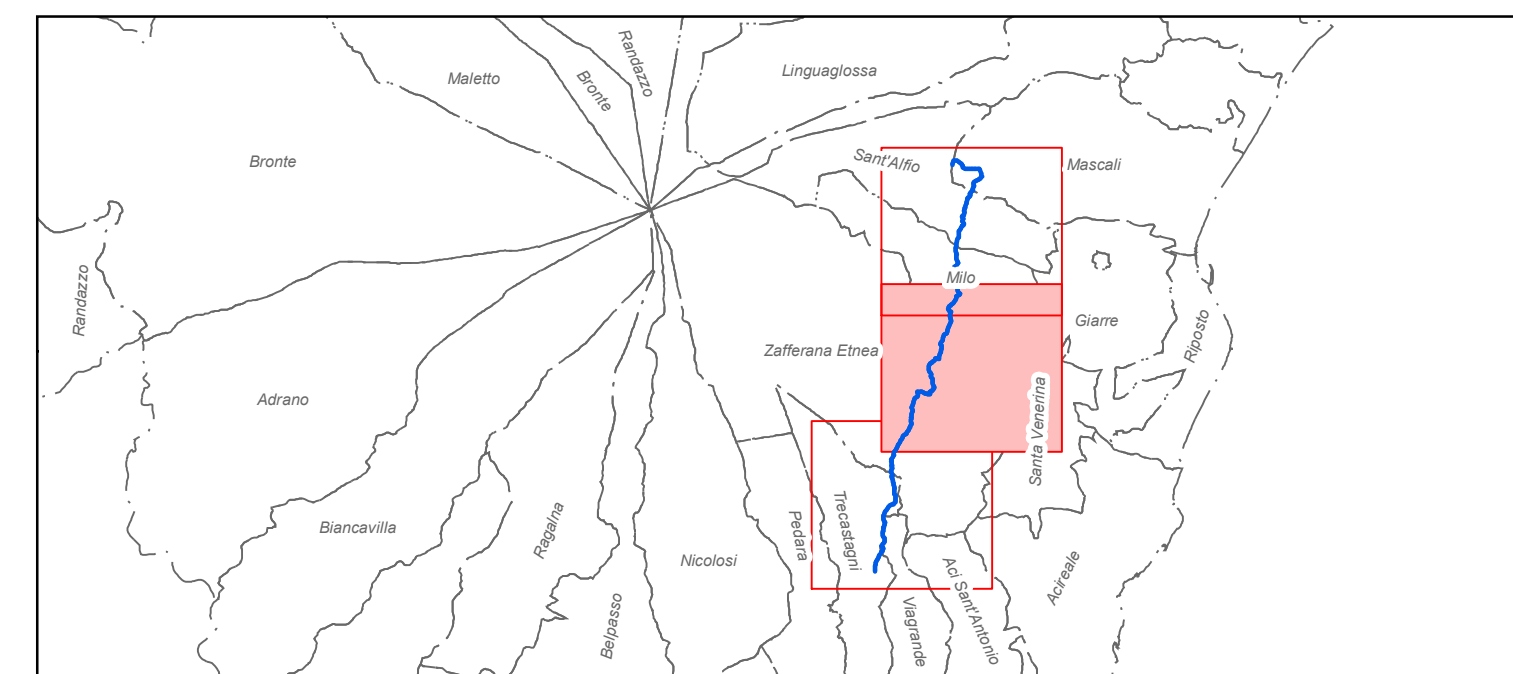 Maletto
Bronte
Randazzo
Linguaglossa
Bronte
Sant'Alfio
Mascali
Randazzo
Milo
Giarre
Riposto
Zafferana Etnea
Adrano
Santa Venerina
Biancavilla
Ragalna
Nicolosi
Pedara
Trecastagni
Belpasso
Viagrande
Aci Sant'Antonio
Acireale